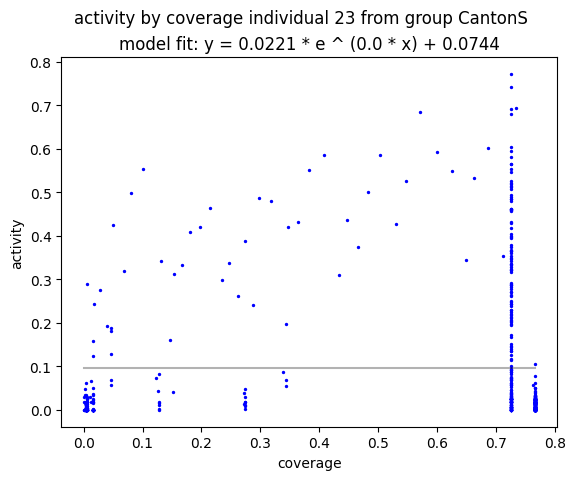 activity by coverage individual 23 from group CantonS
model fit: y = 0.0221 * e ^ (0.0 * x) + 0.0744
0.8
0.7
0.6
0.5
0.4
0.3
0.2
0.1
0.0
activity
0.0 0.1 0.2 0.3 0.4 0.5 0.6 0.7 0.8
coverage